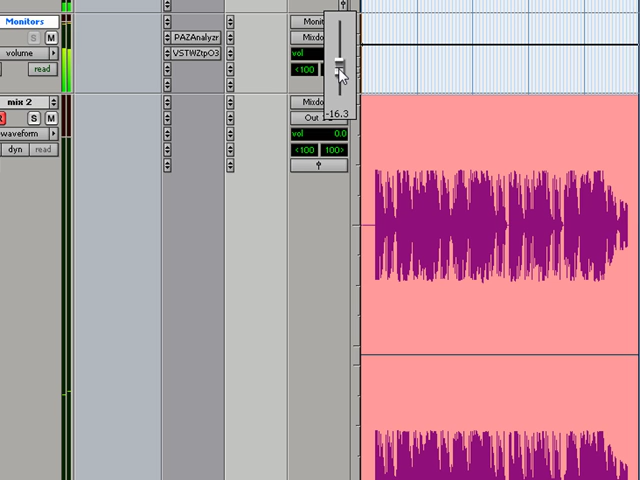 Monitors
S M
volume
read
PAZAnalyzr
VSTWZtpO3
Monit
Mixdo
vol
<100
-16.3
mix 2
S M
waveform
dyn read
Mixdo
Out
vol 0.0
<100 100>